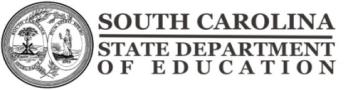 SOUTH CAROLINA
STATE DEPARTMENT
OF EDUCATION